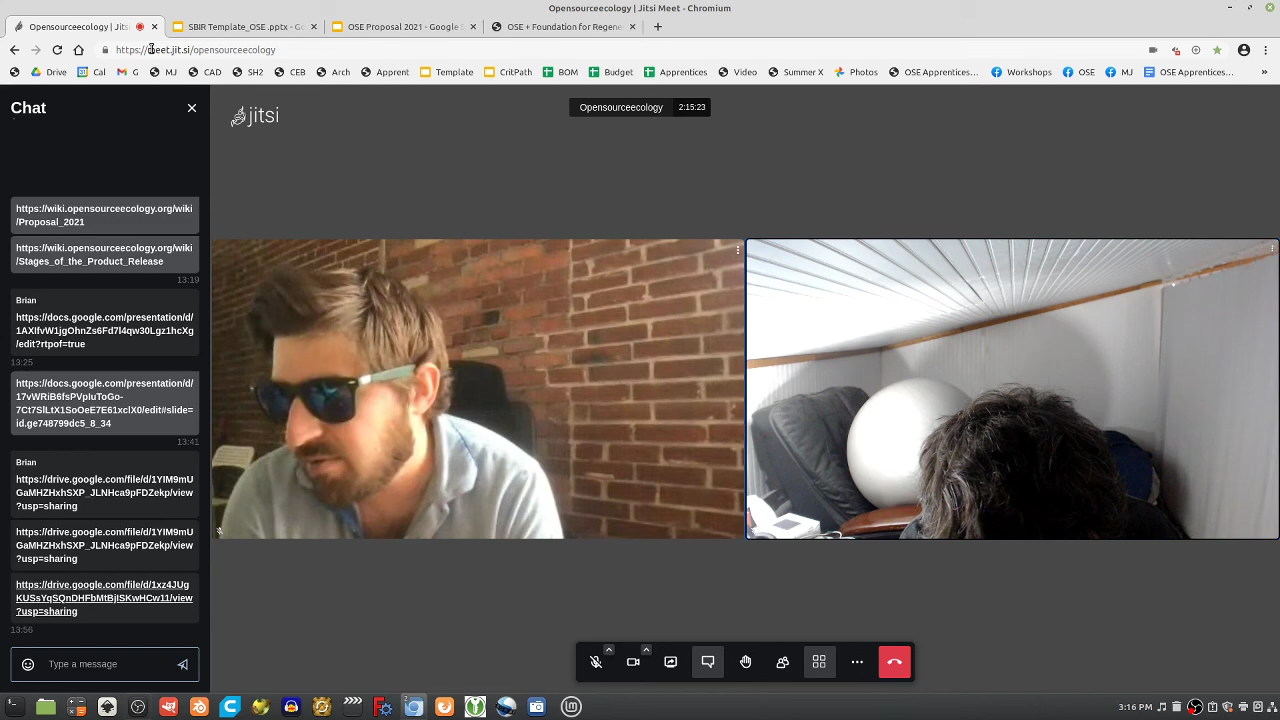 Opensourceecology | Jitsi Meet - Chromium
Opensourceecology | Jits
SBIR Template_OSE .pptx - Go
OSE Proposal 2021 - Google S
OSE + Foundation for Regene
https://meet.jit.si/opensourceecology
Drive
Cal
G
MJ
CAD
SH2
CEB
Arch
Apprent
Template
CritPath
BOM
Budget
Apprentices
Video
Summer X
Photos
OSE Apprentices...
Workshops
OSE
MJ
OSE Apprentices...
Chat
jitsi
Opensourceecology 2:15:23
https://wiki.opensourceecology.org/wiki
/Proposal_2021
https://wiki.opensourceecology.org/wiki
/Stages_of_the_Product_Release
13:19
Brian
https://docs.google.com/presentation/d/
/edit?rtpof=true
13:25
https://docs.google.com/presentation/d/
id.ge748799dc5_8_34
13:41
Brian
https://drive.google.com/file/d/1YIM9mU
GaMHZHxhSXP_JLNHca9pFDZekp/view
?usp=sharing
https://drive.google.com/file/d/1YIM9mU
GaMHZHxhSXP_JLNHca9pFDZekp/view
?usp=sharing
https://drive.google.com/file/d/1xz4JUg
KUSsYqSQnDHFbMtBjISKwHCw11/view
?usp=sharing
13:56
Type a message
3:16 PM